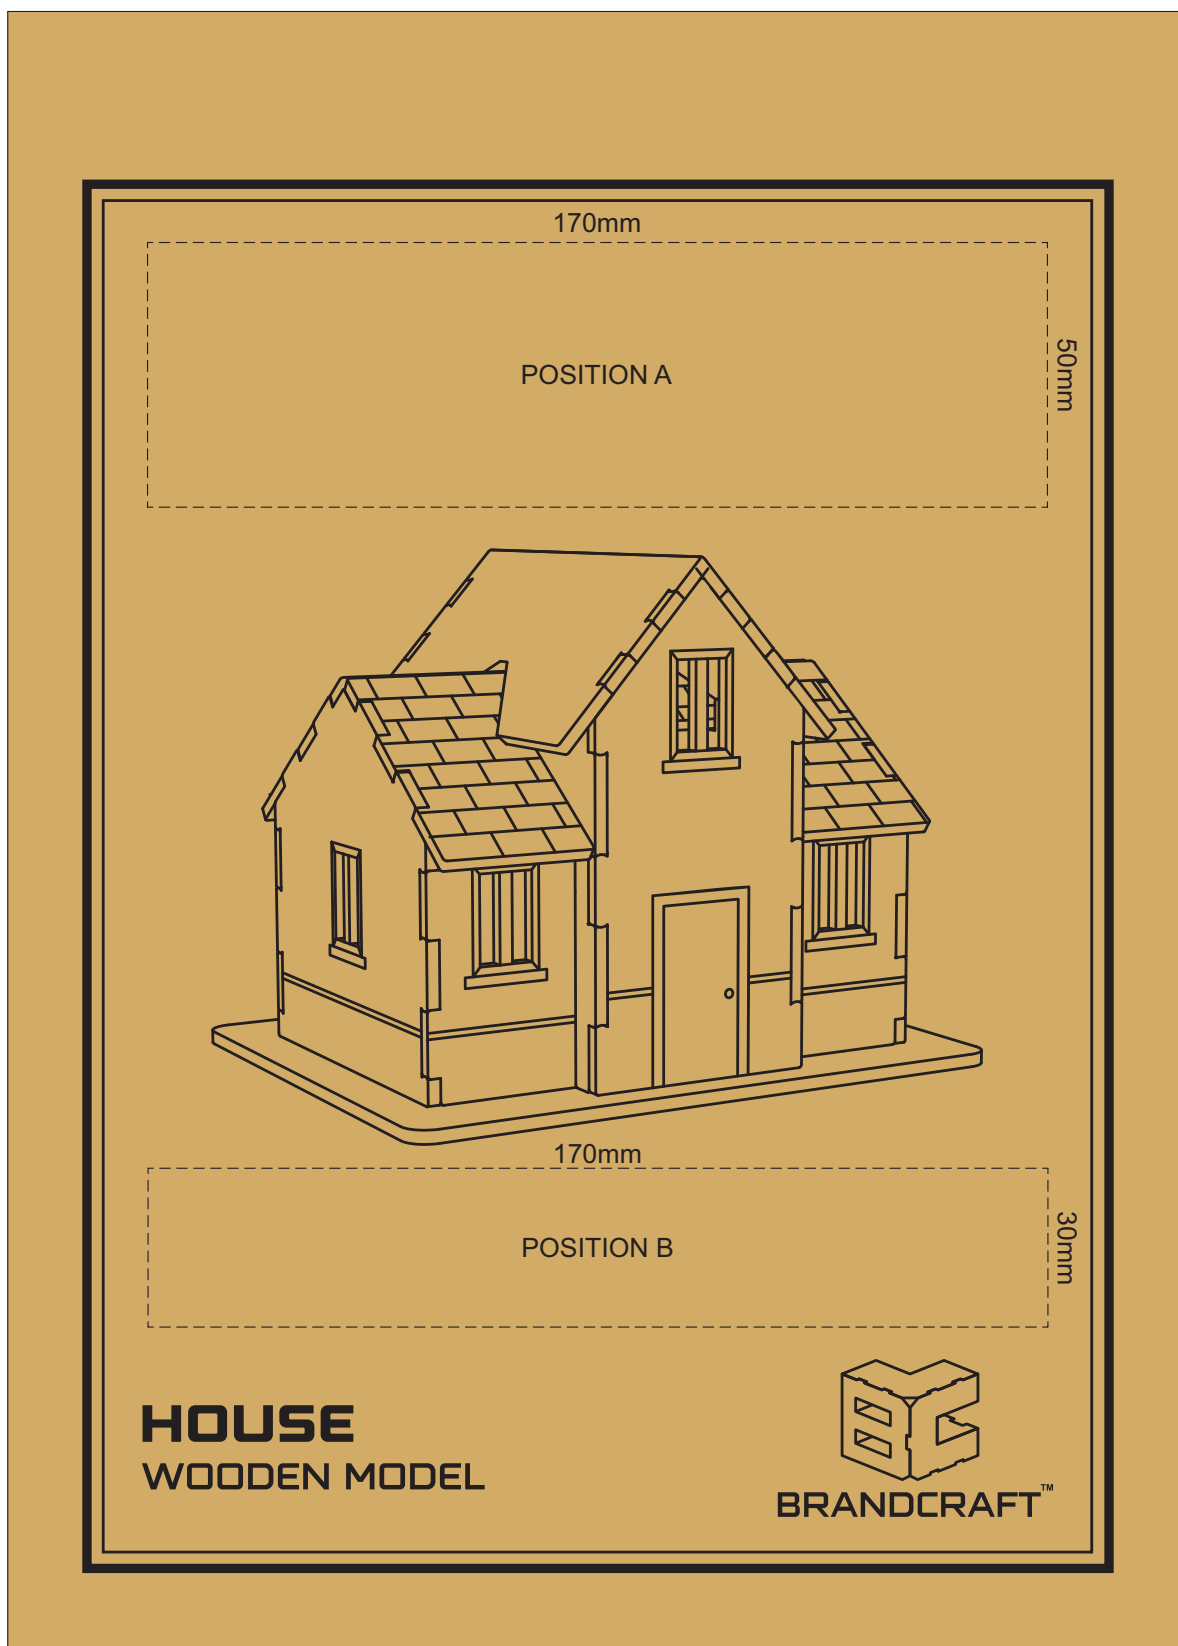 170mm
POSITION A
50mm
170mm
POSITION B
30mm
HOUSE
WOODEN MODEL
BRANDCRAFT™